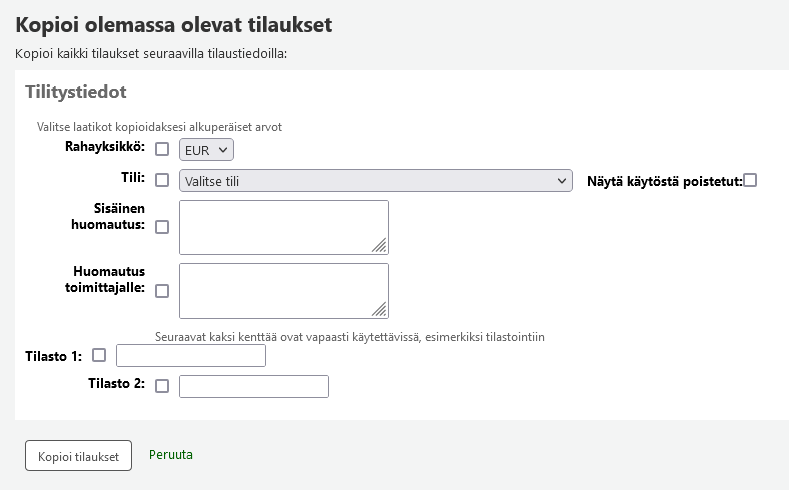 Kopioi olemassa olevat tilaukset
Kopioi kaikki tilaukset seuraavilla tilaustiedoilla:
Tilitystiedot
Valitse laatikot kopioidaksesi alkuperäiset arvot
Rahayksikkö: EUR
Tili: Valitse tili Näytä käytöstä poistetut:
Sisäinen
huomautus:
Huomautus
toimittajalle:
Seuraavat kaksi kenttää ovat vapaasti käytettävissä, esimerkiksi tilastointiin
Tilasto 1:
Tilasto 2:
Kopioi tilaukset Peruuta